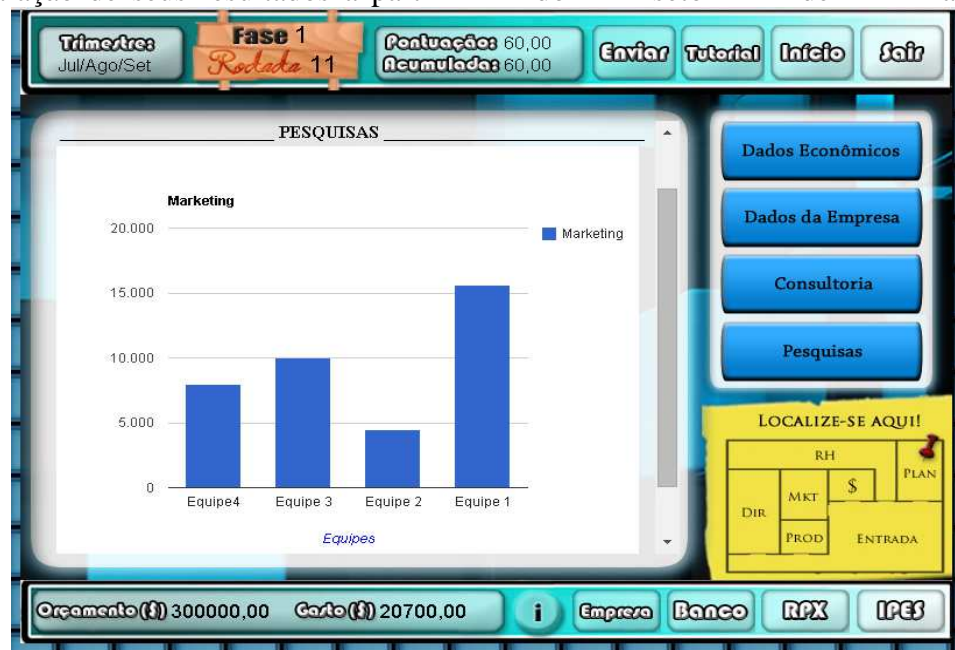 Trimestre:
Jul/Ago/Set
Fase 1
Rodada 11
Pontuação: 60,00
Acumulada: 60,00
Enviar
Tutorial
Início
Sair
PESQUISAS
Marketing
20.000
15.000
10.000
5.000
0
Marketing
Equipe4 Equipe 3 Equipe 2 Equipe 1
Equipes
Dados Econômicos
Dados da Empresa
Consultoria
Pesquisas
LOCALIZE-SE AQUI!
RH
PLAN
MKT
$
DIR
PROD
ENTRADA
Orçamento($) 300000,00
Gasto($) 20700,00
i
Empresa
Banco
RPX
IPES